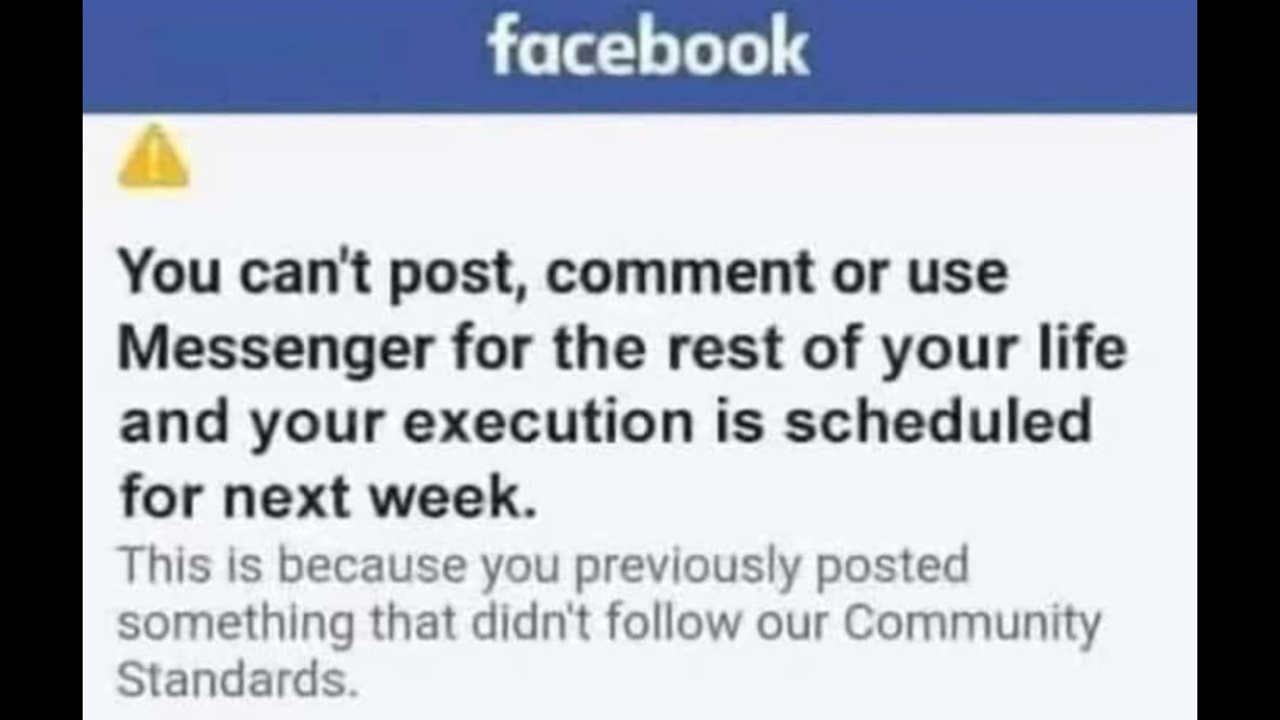 facebook
You can't post, comment or use
Messenger for the rest of your life
and your execution is scheduled
for next week.
This is because you previously posted
something that didn't follow our Community
Standards.